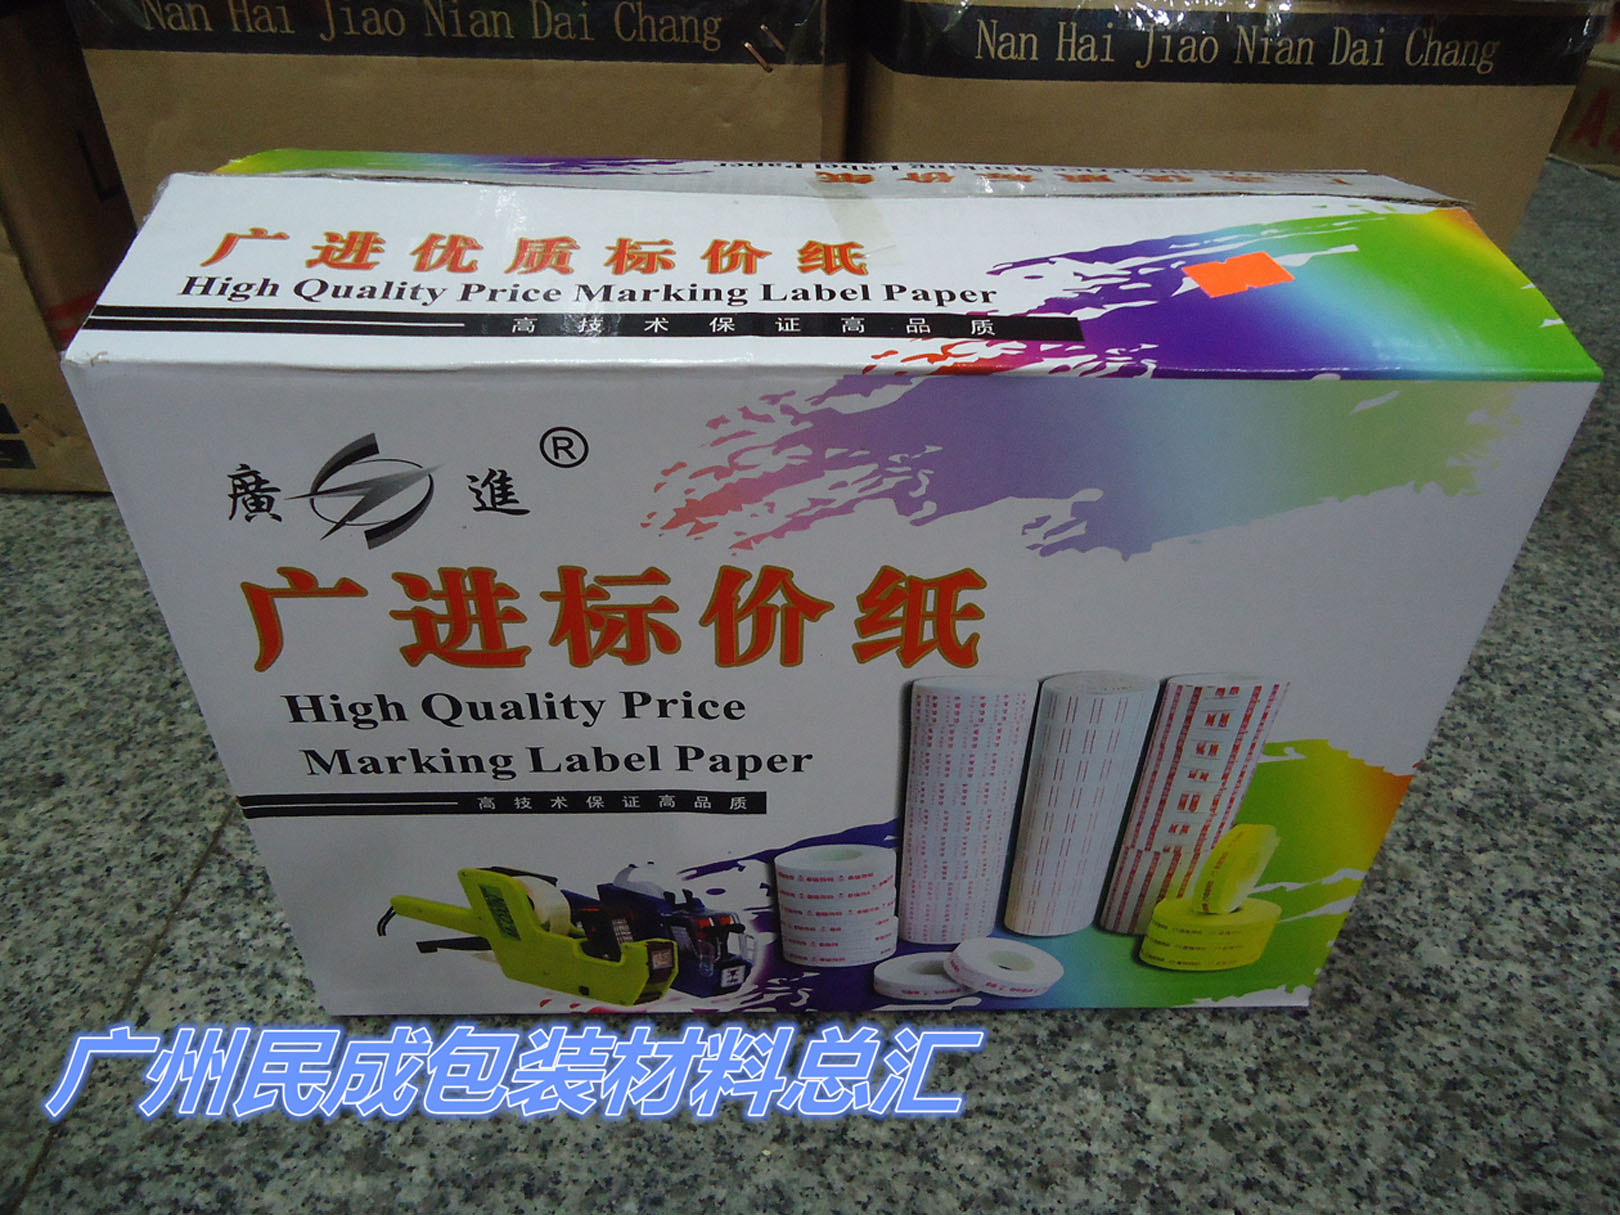 Nan Hai Jiao Nian Dai Chang
Nan Hai Jiao Nian Dai Chang
广进优质标价纸
High Quality Price Marking Label Paper
高技术保证高品质
廣進®
广进标价纸
High Quality Price
Marking Label Paper
高技术保证高品质
广州民成包装材料总汇